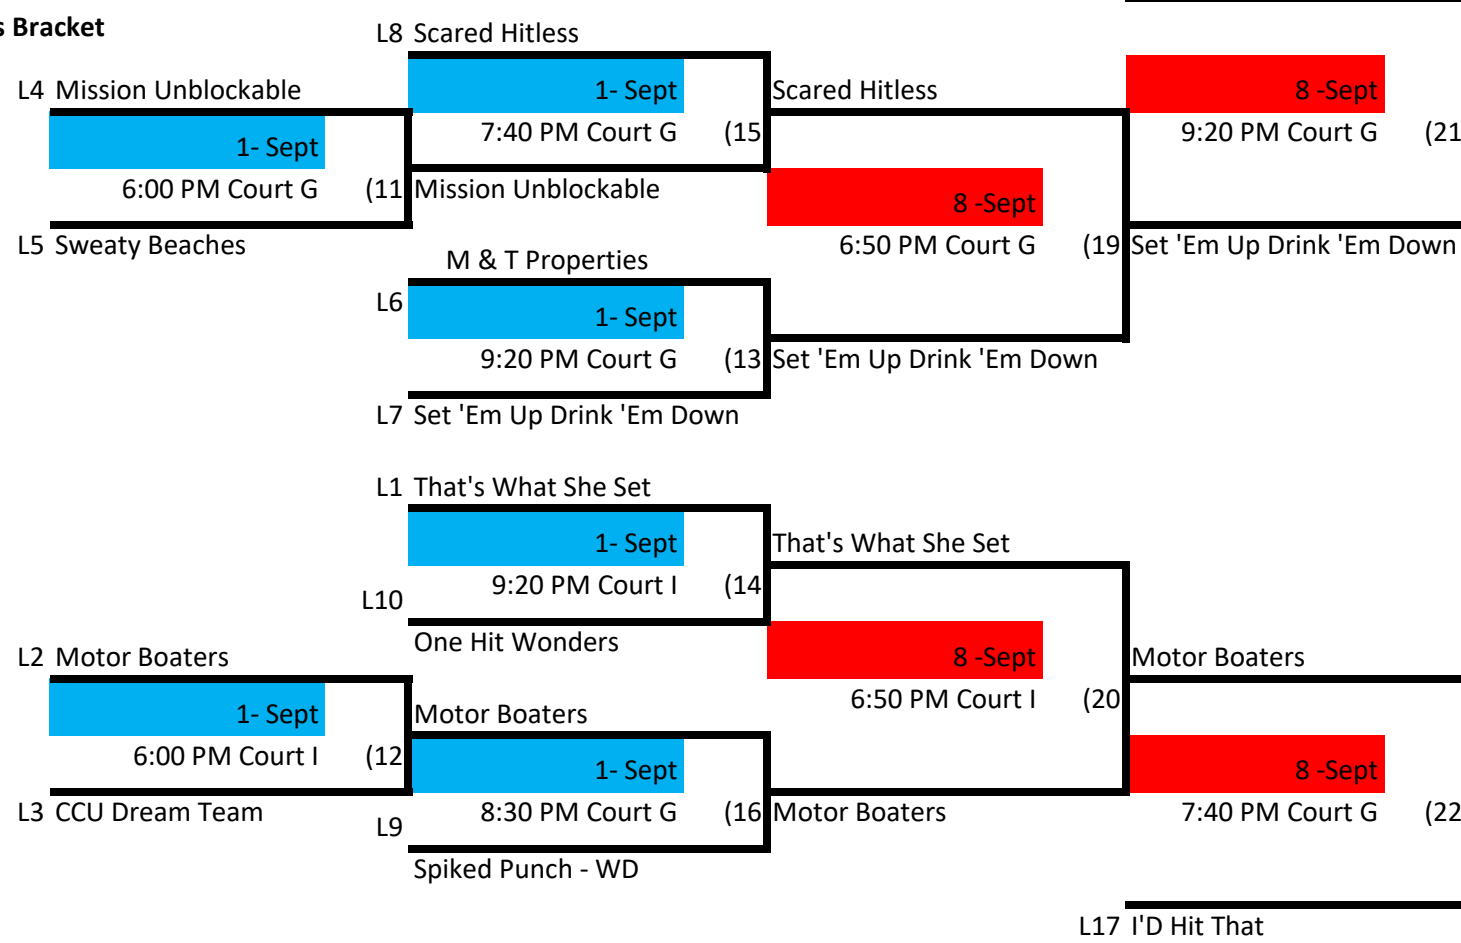 s Bracket
L8 Scared Hitless
L4 Mission Unblockable
1- Sept
Scared Hitless
8 -Sept
7:40 PM Court G (15
9:20 PM Court G (21
1- Sept
6:00 PM Court G (11
Mission Unblockable
8 -Sept
L5 Sweaty Beaches
6:50 PM Court G (19
Set 'Em Up Drink 'Em Down
M & T Properties
L6
1- Sept
9:20 PM Court G (13
Set 'Em Up Drink 'Em Down
L7 Set 'Em Up Drink 'Em Down
L1 That's What She Set
1- Sept
That's What She Set
9:20 PM Court I (14
L10
One Hit Wonders
L2 Motor Boaters
8 -Sept
Motor Boaters
6:50 PM Court I (20
1- Sept
Motor Boaters
6:00 PM Court I (12
1- Sept
8 -Sept
L3 CCU Dream Team
8:30 PM Court G (16
Motor Boaters
7:40 PM Court G (22
L9
Spiked Punch - WD
L17 I'D Hit That